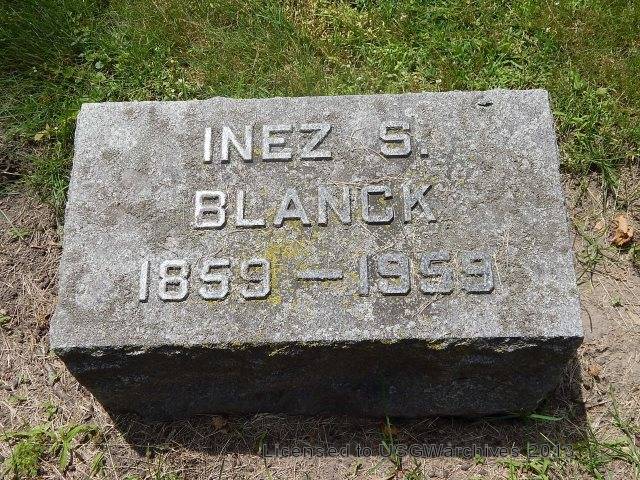 INEZ S.
BLANCK
1859 — 1959
Licensed to USGWarchives 2013